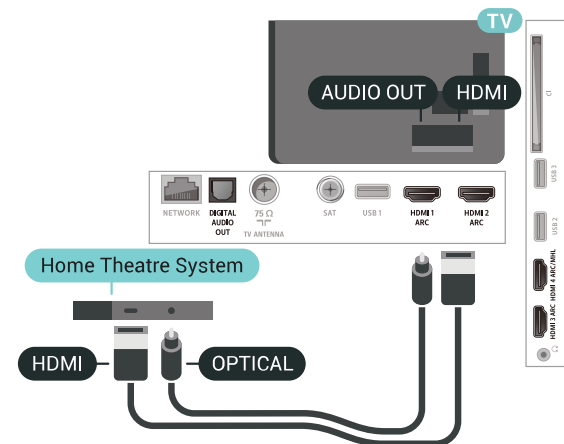 TV
AUDIO OUT
HDMI
CI
USB 3
USB 2
HDMI 4 ARC/MHL
HDMI 3 ARC
NETWORK
DIGITAL
AUDIO
OUT
75 Ω
TV ANTENNA
SAT
USB 1
HDMI 1
ARC
HDMI 2
ARC
Home Theatre System
HDMI
OPTICAL